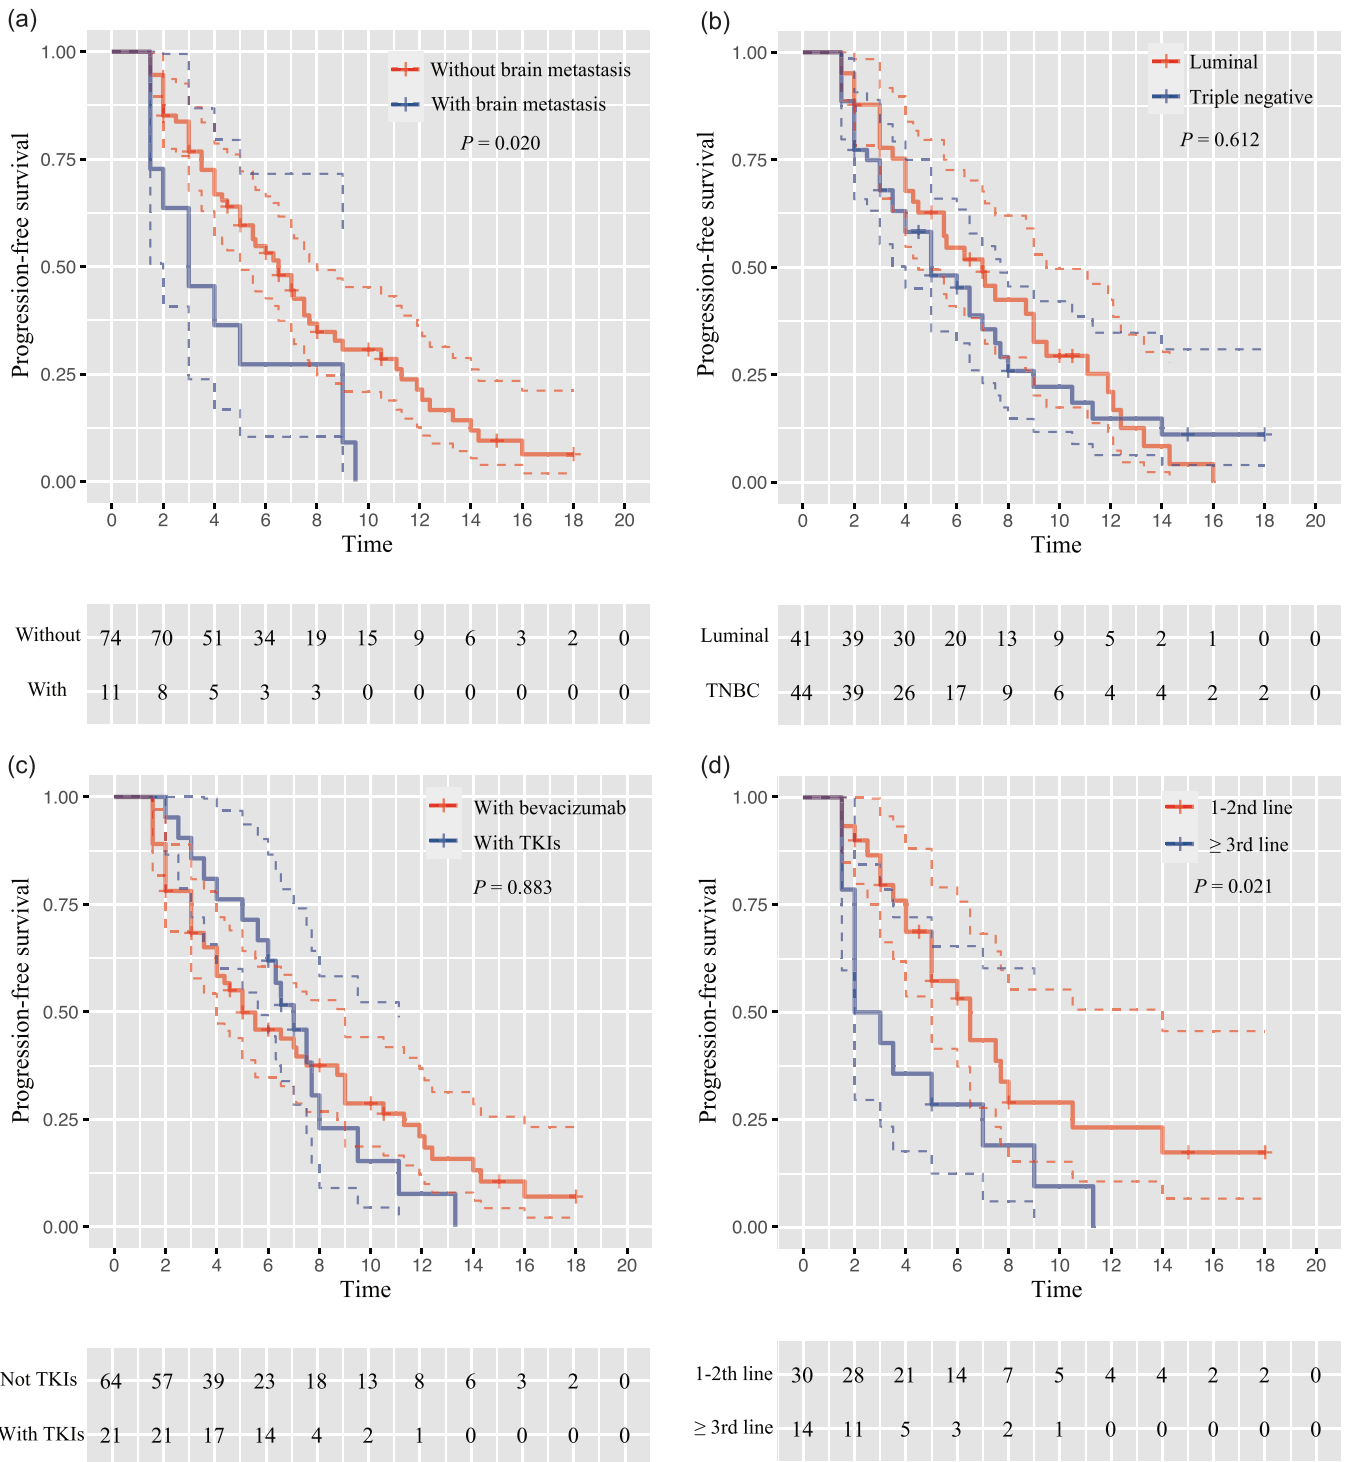 (a)
1.00
0.75
0.50
0.25
0.00
Progression-free survival
Without brain metastasis
With brain metastasis
P = 0.020
0 2 4 6 8 10 12 14 16 18 20
Time
Without 74 70 51 34 19 15 9 6 3 2 0
With 11 8 5 3 3 0 0 0 0 0 0
(b)
1.00
0.75
0.50
0.25
0.00
Progression-free survival
Luminal
Triple negative
P = 0.612
0 2 4 6 8 10 12 14 16 18 20
Time
Luminal 41 39 30 20 13 9 5 2 1 0 0
TNBC 44 39 26 17 9 6 4 4 2 2 0
(c)
1.00
0.75
0.50
0.25
0.00
Progression-free survival
With bevacizumab
With TKIs
P = 0.883
0 2 4 6 8 10 12 14 16 18 20
Time
Not TKIs 64 57 39 23 18 13 8 6 3 2 0
With TKIs 21 21 17 14 4 2 1 0 0 0 0
(d)
1.00
0.75
0.50
0.25
0.00
Progression-free survival
1-2nd line
≥ 3rd line
P = 0.021
0 2 4 6 8 10 12 14 16 18 20
Time
1-2th line 30 28 21 14 7 5 4 4 2 2 0
≥ 3rd line 14 11 5 3 2 1 0 0 0 0 0